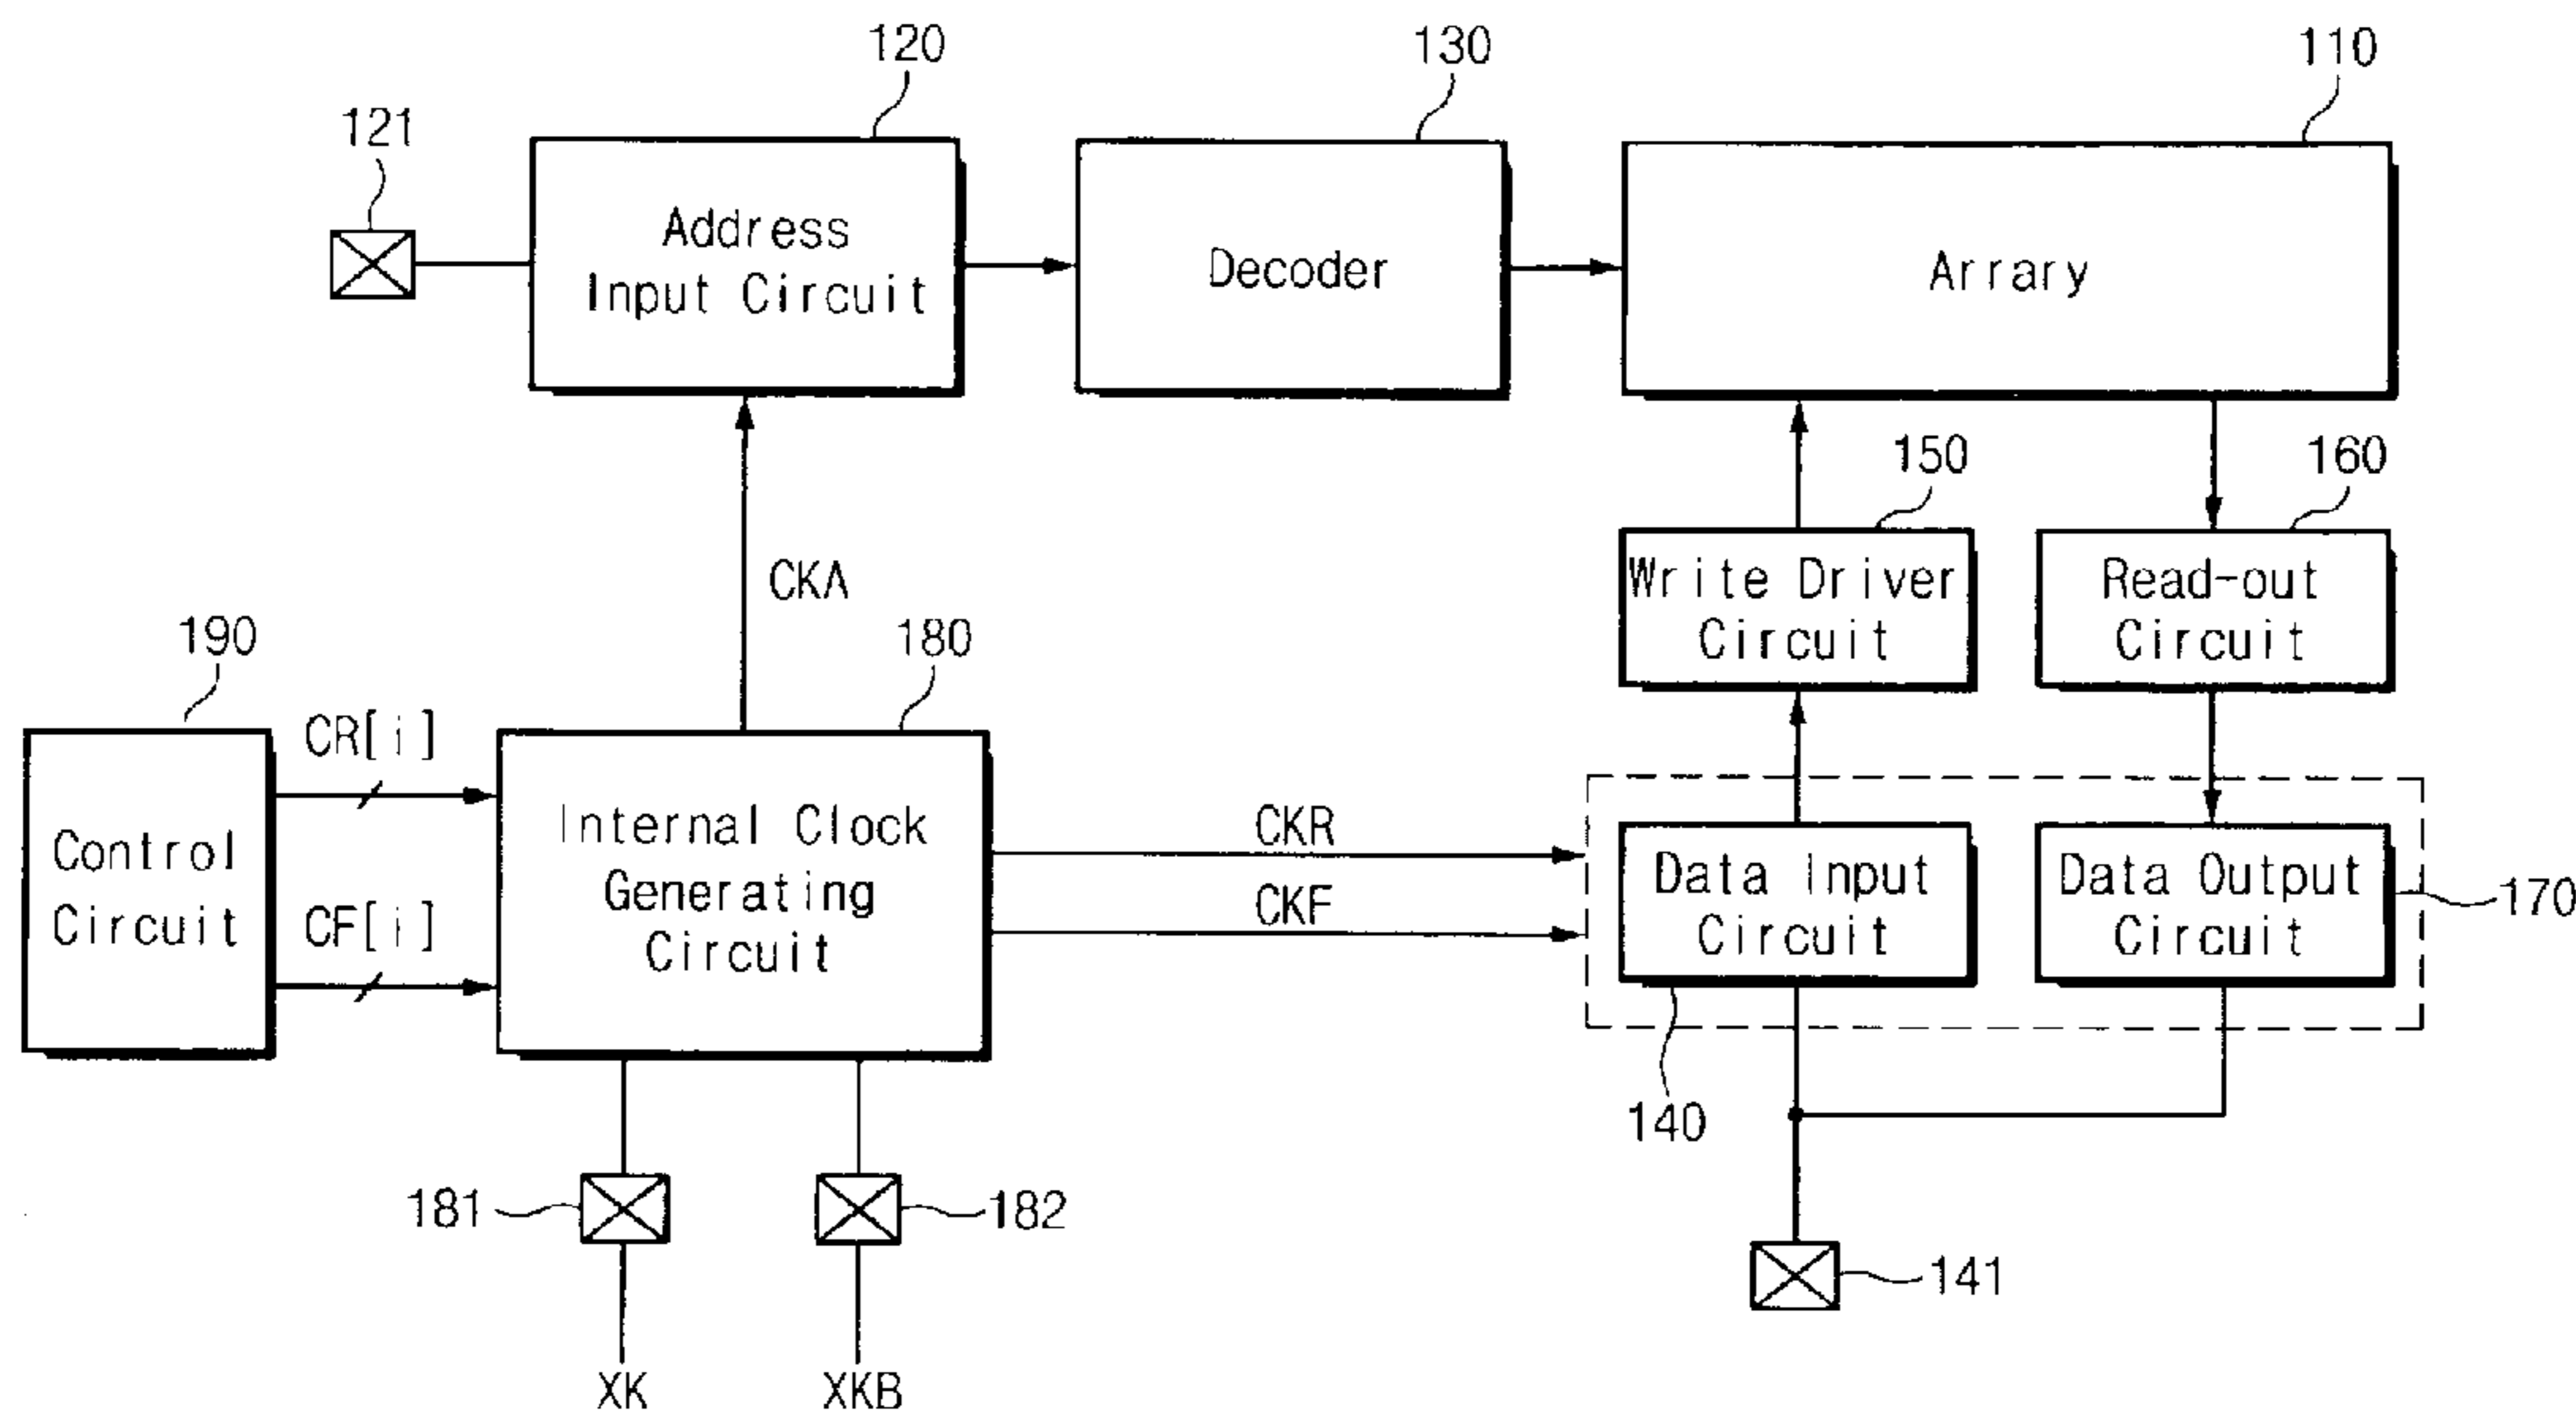 120
130
110
121
Address
Input Circuit
Decoder
Arrary
150
160
CKA
Write Driver
Circuit
Read-out
Circuit
190
180
CR[i]
CF[i]
Control
Circuit
Internal Clock
Generating
Circuit
CKR
CKF
Data Input
Circuit
Data Output
Circuit
170
140
181
182
141
XK
XKB